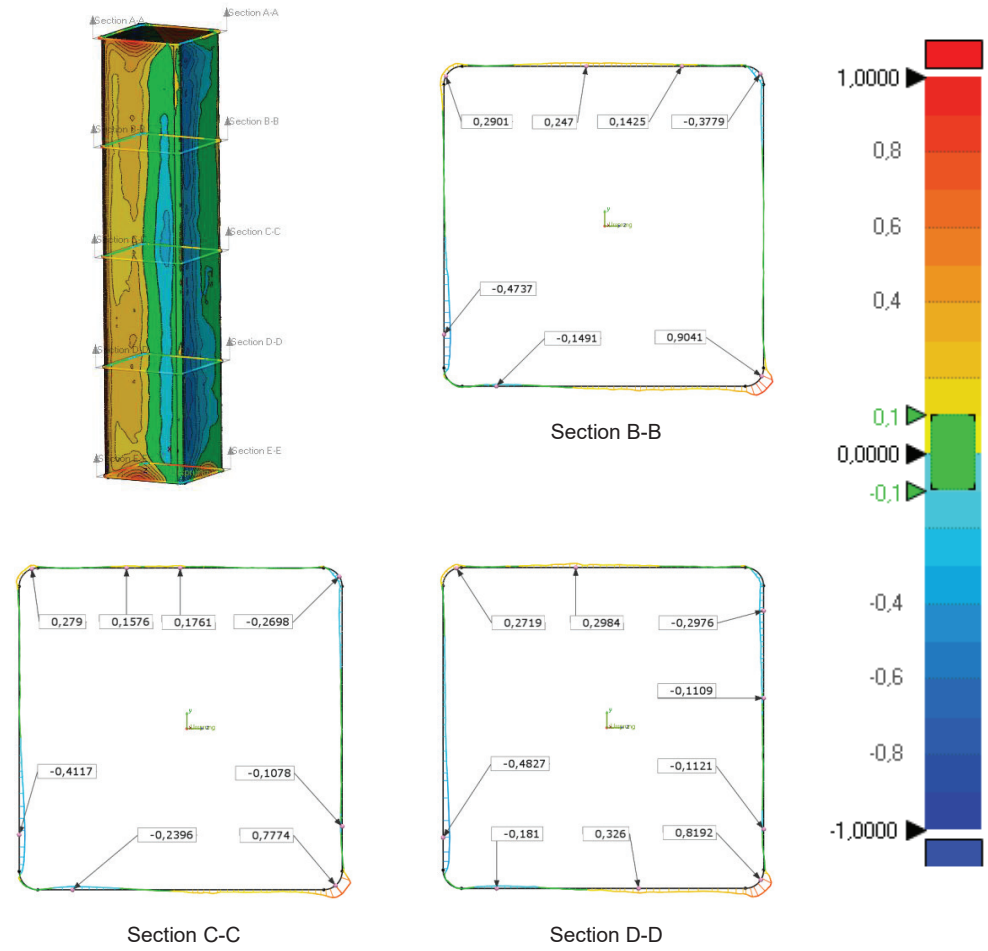 Section A-A
Section A-A
Section B-B
Section C-C
Section D-D
Section E-E
0,2901
0,247
0,1425
-0,3779
y
-0,4737
-0,1491
0,9041
Section B-B
1,0000
0,8
0,6
0,4
0,1
0,0000
-0,1
-0,4
-0,6
-0,8
-1,0000
0,279
0,1576
0,1761
-0,2698
y
-0,4117
-0,1078
-0,2396
0,7774
Section C-C
0,2719
0,2984
-0,2976
-0,1109
y
-0,4827
-0,1121
-0,181
0,326
0,8192
Section D-D